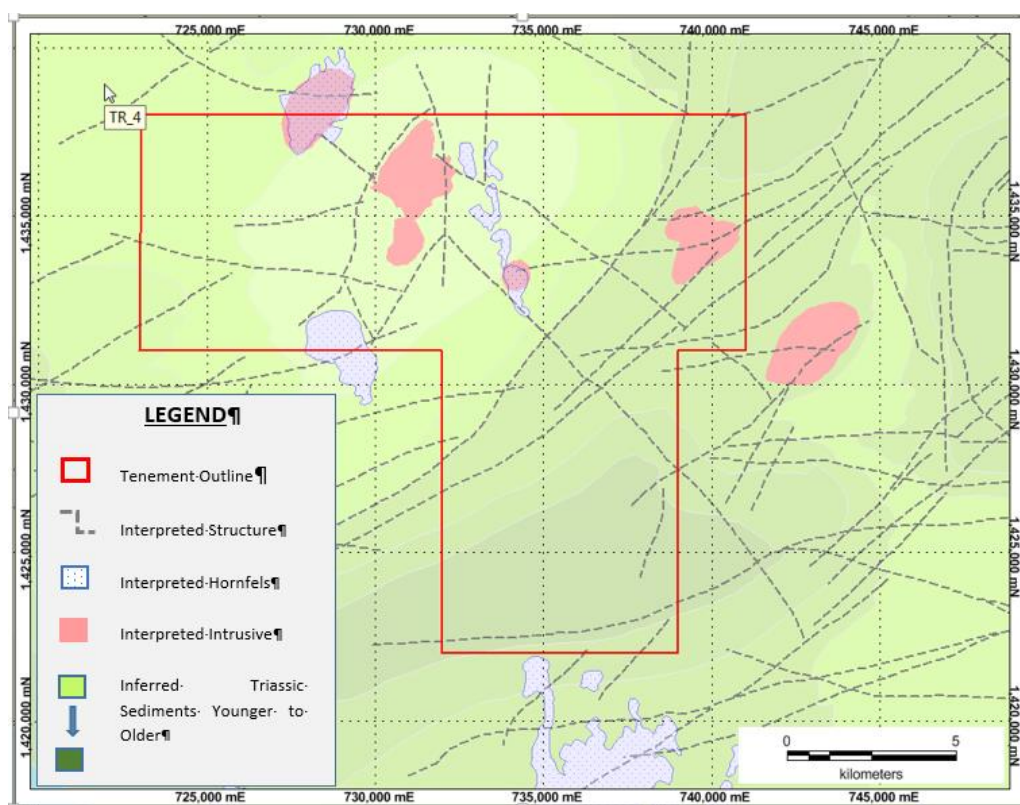 725,000 mE 730,000 mE 735,000 mE 740,000 mE 745,000 mE
TR_4
1,435,000 mN
1,435,000 mN
1,430,000 mN
1,430,000 mN
1,425,000 mN
1,425,000 mN
1,420,000 mN
1,420,000 mN
LEGEND¶
Tenement·Outline¶
Interpreted·Structure¶
Interpreted·Hornfels¶
Interpreted·Intrusive¶
Inferred· Triassic·
Sediments· Younger· to·
Older¶
0 5
kilometers
725,000 mE 730,000 mE 735,000 mE 740,000 mE 745,000 mE